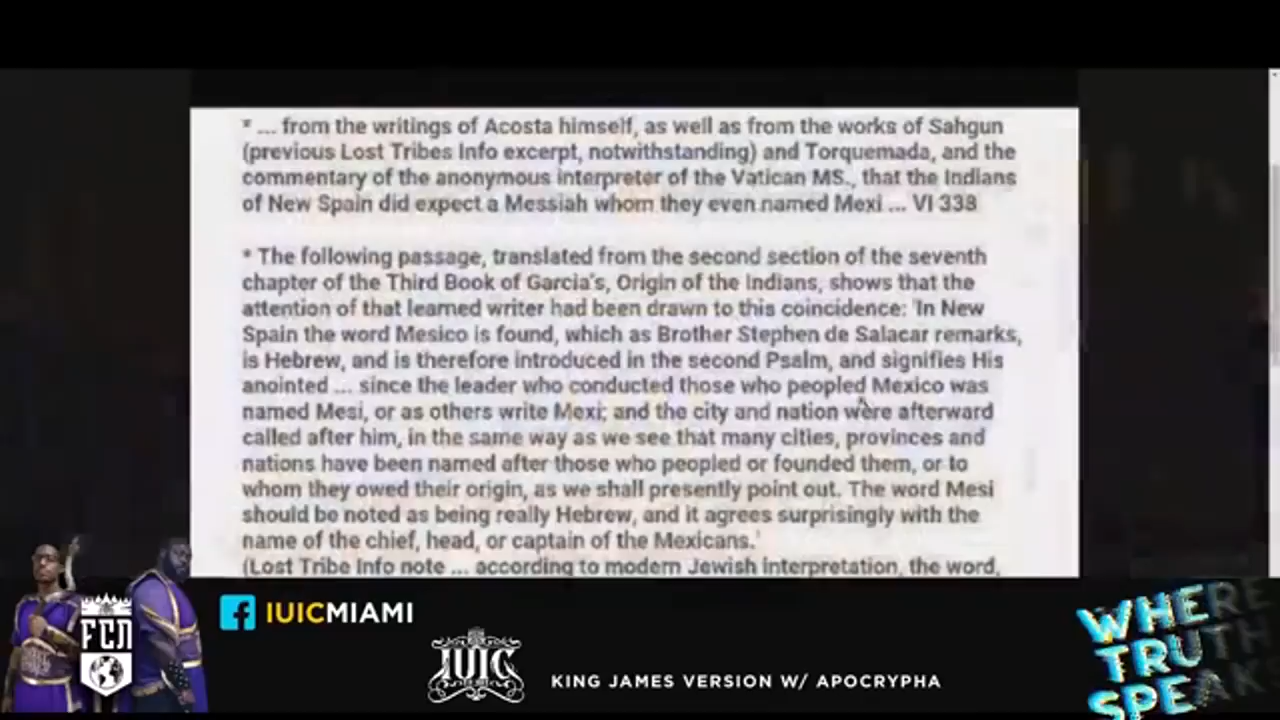 * ... from the writings of Acosta himself, as well as from the works of Sahgun
(previous Lost Tribes Info excerpt, notwithstanding) and Torquemada, and the
commentary of the anonymous interpreter of the Vatican MS., that the Indians
of New Spain did expect a Messiah whom they even named Mexi ... VI 338
* The following passage, translated from the second section of the seventh
chapter of the Third Book of Garcia's, Origin of the Indians, shows that the
attention of that learned writer had been drawn to this coincidence: 'In New
Spain the word Mesico is found, which as Brother Stephen de Salacar remarks,
is Hebrew, and is therefore introduced in the second Psalm, and signifies His
anointed ... since the leader who conducted those who peopled Mexico was
named Mesi, or as others write Mexi; and the city and nation were afterward
called after him, in the same way as we see that many cities, provinces and
nations have been named after those who peopled or founded them, or to
whom they owed their origin, as we shall presently point out. The word Mesi
should be noted as being really Hebrew, and it agrees surprisingly with the
name of the chief, head, or captain of the Mexicans.'
(Lost Tribe Info note ... according to modern Jewish interpretation, the word,
FCN
IUICMIAMI
IUIC
KING JAMES VERSION W/ APOCRYPHA
WHERE
TRUTH
SPEAK